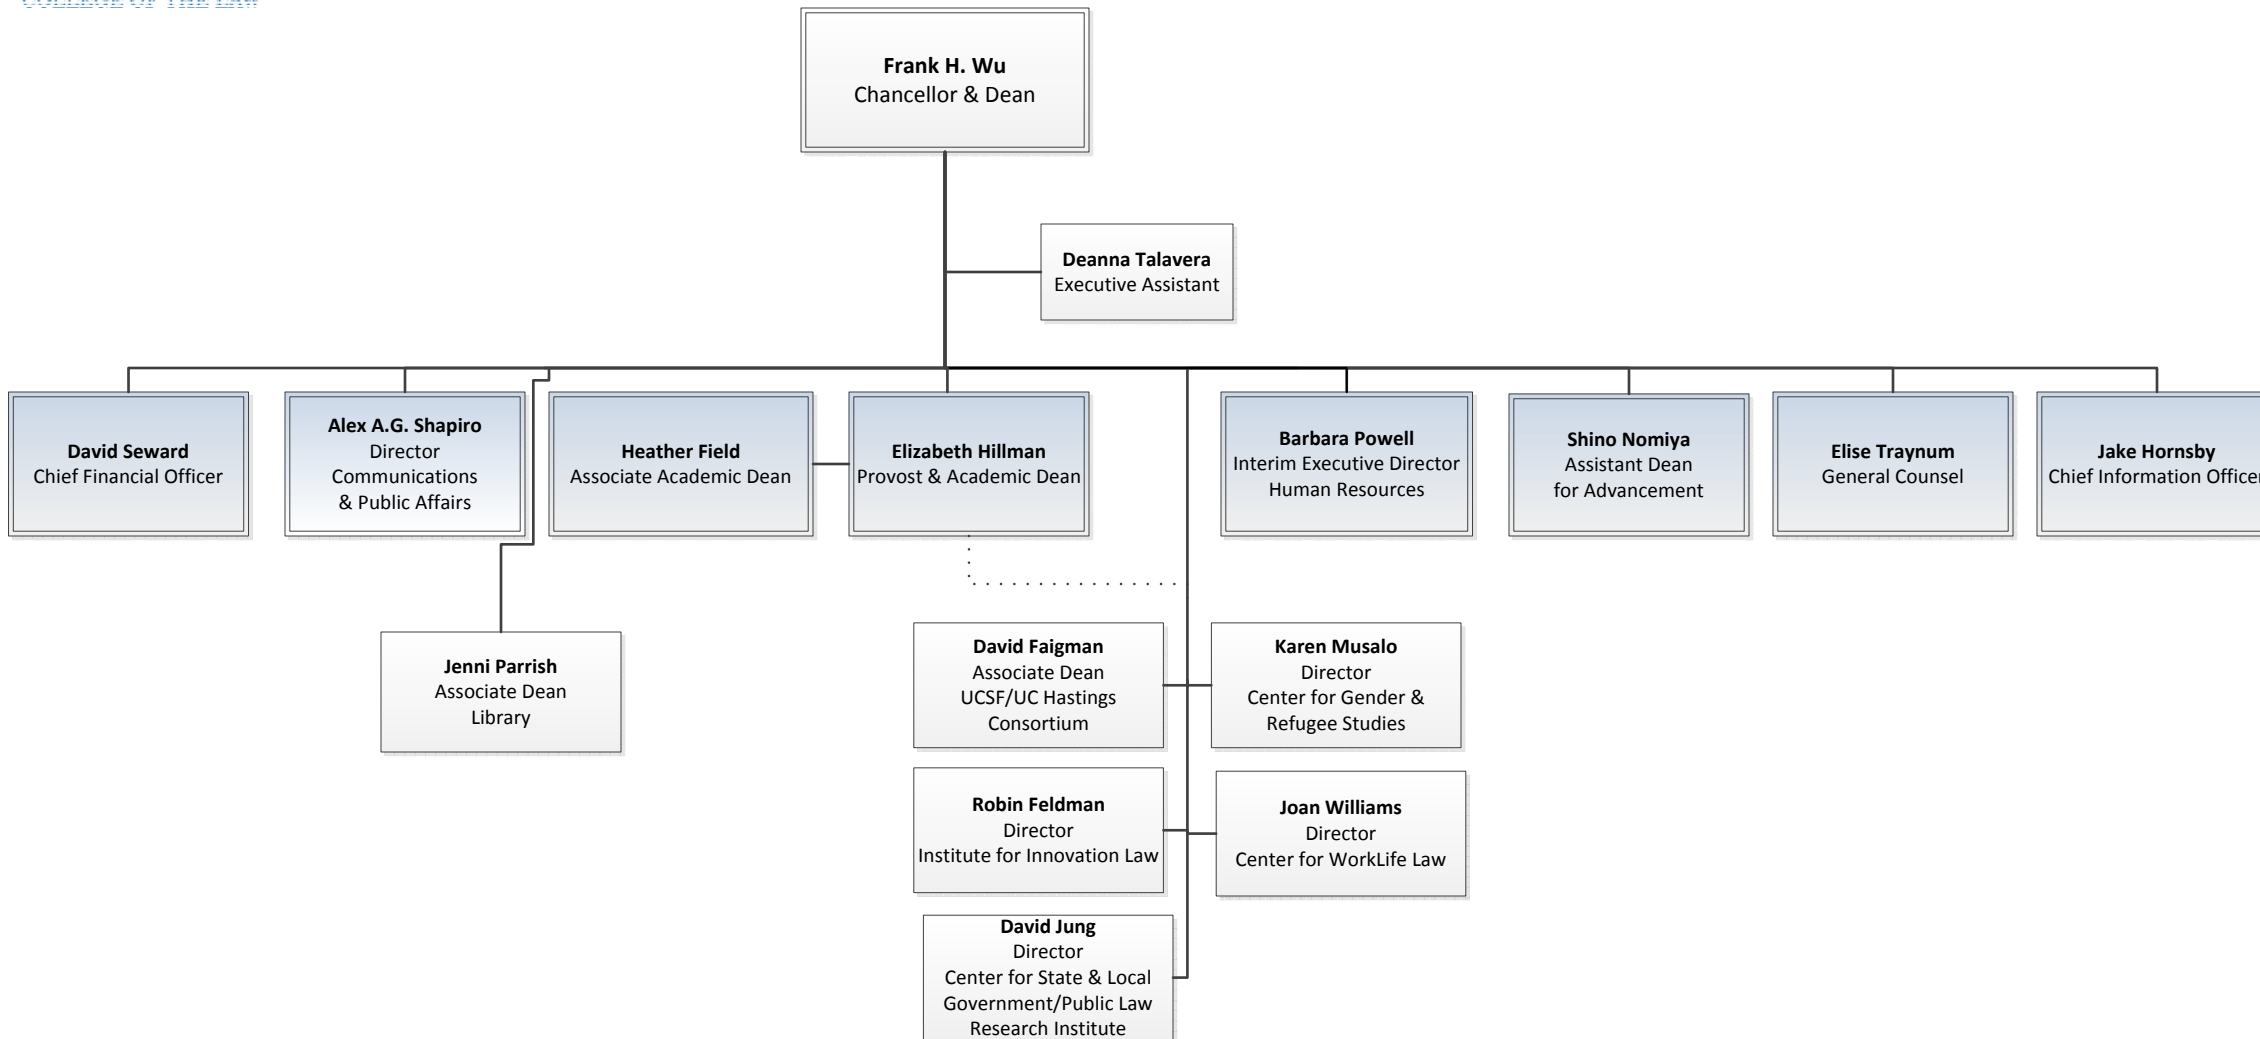 COLLEGE OF THE LAW
Frank H. Wu
Chancellor & Dean
Deanna Talavera
Executive Assistant
David Seward
Chief Financial Officer
Alex A.G. Shapiro
Director
Communications
& Public Affairs
Heather Field
Associate Academic Dean
Elizabeth Hillman
Provost & Academic Dean
Barbara Powell
Interim Executive Director
Human Resources
Shino Nomiya
Assistant Dean
for Advancement
Elise Traynum
General Counsel
Jake Hornsby
Chief Information Officer
Jenni Parrish
Associate Dean
Library
David Faigman
Associate Dean
UCSF/UC Hastings
Consortium
Karen Musalo
Director
Center for Gender &
Refugee Studies
Robin Feldman
Director
Institute for Innovation Law
Joan Williams
Director
Center for WorkLife Law
David Jung
Director
Center for State & Local
Government/Public Law
Research Institute